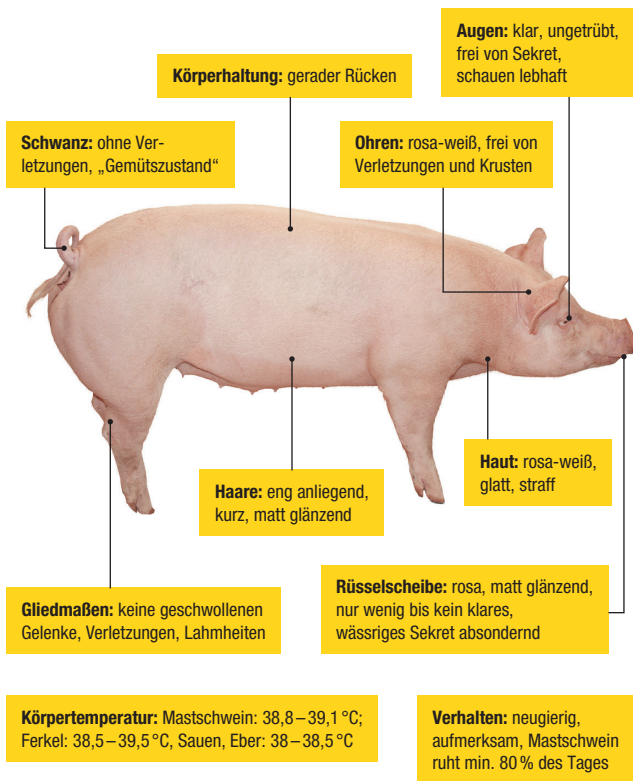 Augen: klar, ungetrübt,
frei von Sekret,
schauen lebhaft
Körperhaltung: gerader Rücken
Schwanz: ohne Ver-
letzungen, „Gemütszustand“
Ohren: rosa-weiß, frei von
Verletzungen und Krusten
Haut: rosa-weiß,
glatt, straff
Haare: eng anliegend,
kurz, matt glänzend
Gliedmaßen: keine geschwollenen
Gelenke, Verletzungen, Lahmheiten
Rüsselscheibe: rosa, matt glänzend,
nur wenig bis kein klares,
wässriges Sekret absondernd
Körpertemperatur: Mastschwein: 38,8–39,1 °C;
Ferkel: 38,5–39,5 °C, Sauen, Eber: 38–38,5 °C
Verhalten: neugierig,
aufmerksam, Mastschwein
ruht min. 80 % des Tages